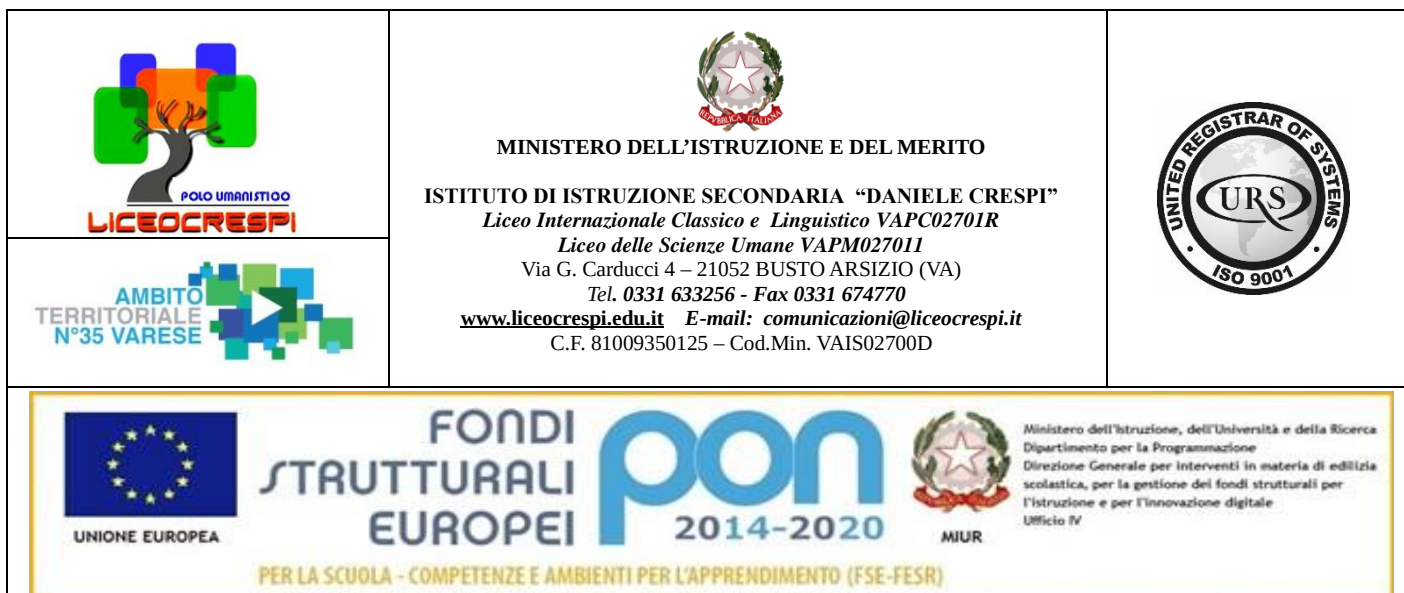 POLO UMANISTICO
LICEOCRESPI
AMBITO
TERRITORIALE
N°35 VARESE
REPVBBLICA ITALIANA
MINISTERO DELL’ISTRUZIONE E DEL MERITO
ISTITUTO DI ISTRUZIONE SECONDARIA “DANIELE CRESPI”
Liceo Internazionale Classico e Linguistico VAPC02701R
Liceo delle Scienze Umane VAPM027011
Via G. Carducci 4 – 21052 BUSTO ARSIZIO (VA)
Tel. 0331 633256 - Fax 0331 674770
www.liceocrespi.edu.it E-mail: comunicazioni@liceocrespi.it
C.F. 81009350125 – Cod.Min. VAIS02700D
UNITED REGISTRAR OF SYSTEMS
URS
ISO 9001
UNIONE EUROPEA
FONDI
STRUTTURALI
EUROPEI
pon
2014-2020
MIUR
Ministero dell'Istruzione, dell'Università e della Ricerca
Dipartimento per la Programmazione
Direzione Generale per interventi in materia di edilizia
scolastica, per la gestione dei fondi strutturali per
l'istruzione e per l'innovazione digitale
Ufficio IV
PER LA SCUOLA - COMPETENZE E AMBIENTI PER L'APPRENDIMENTO (FSE-FESR)